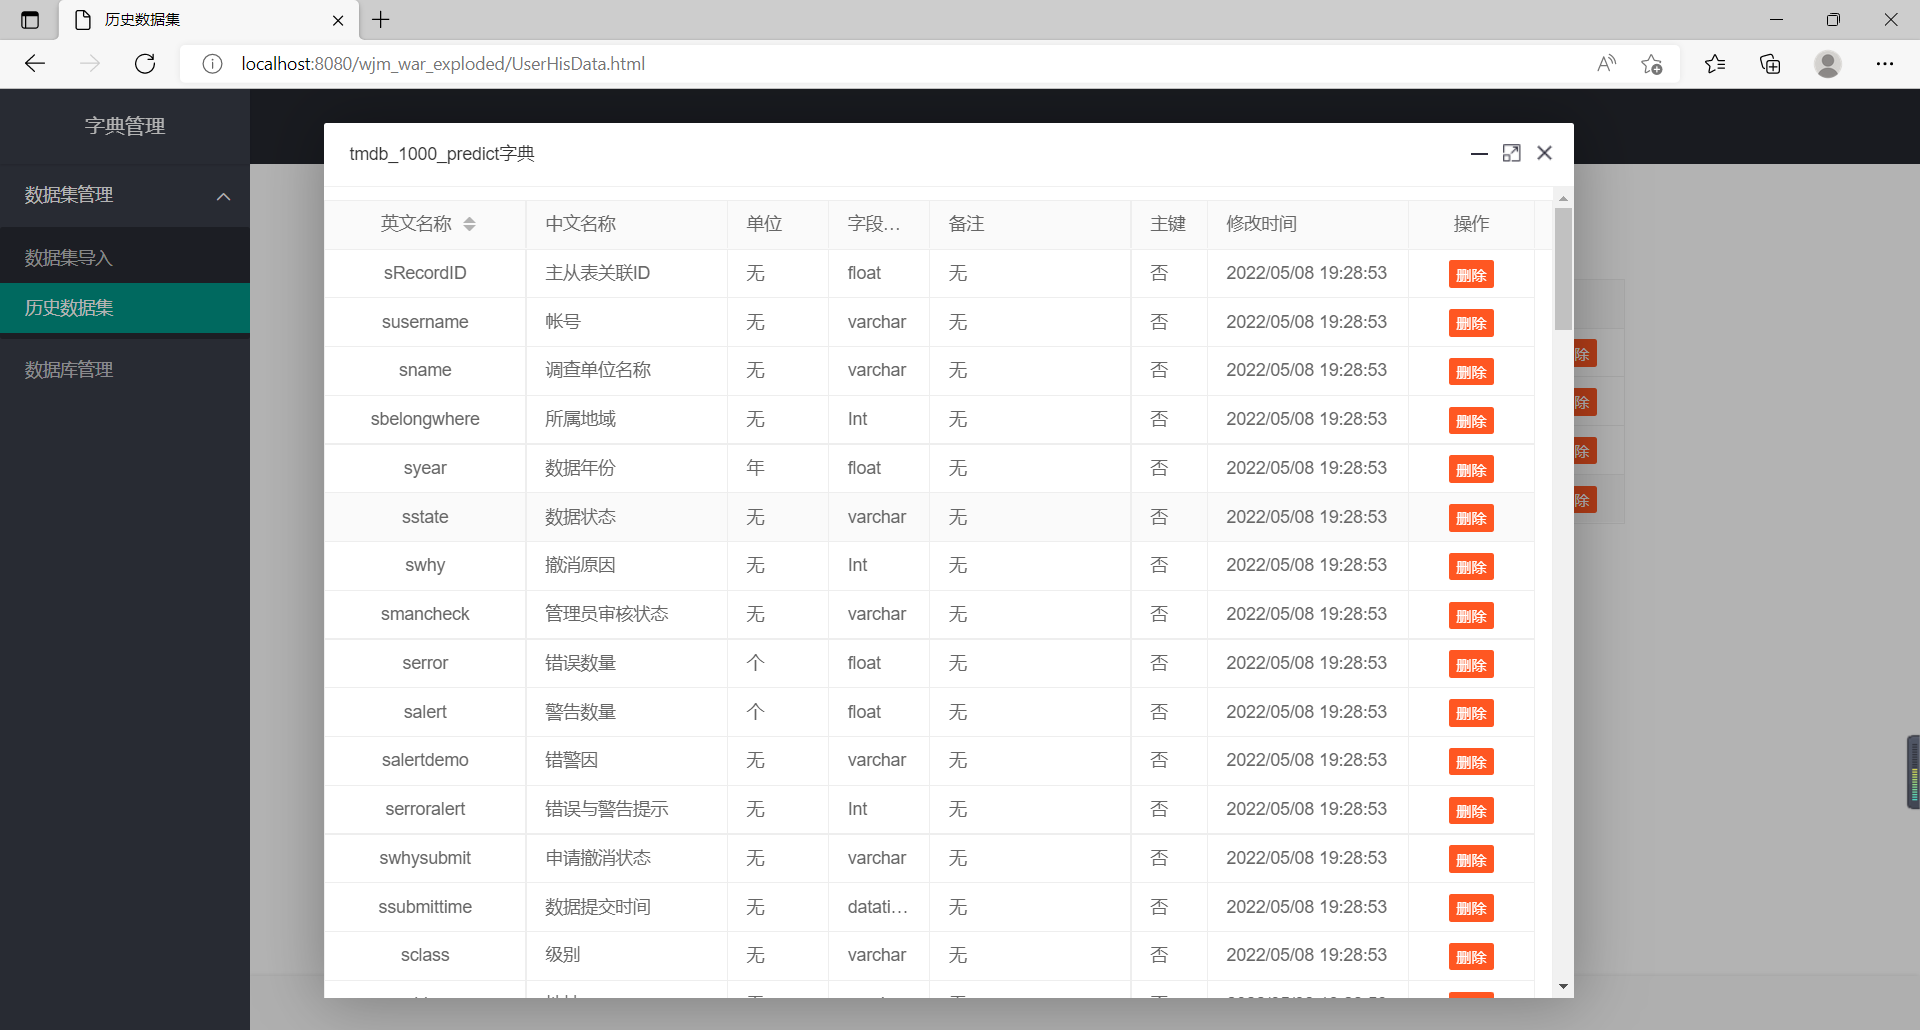 历史数据集
localhost:8080/wjm_war_exploded/UserHisData.html
字典管理
数据集管理
数据集导入
历史数据集
数据库管理
tmdb_1000_predict字典
英文名称 中文名称 单位 字段... 备注 主键 修改时间 操作
sRecordID 主从表关联ID 无 float 无 否 2022/05/08 19:28:53 删除
susername 帐号 无 varchar 无 否 2022/05/08 19:28:53 删除
sname 调查单位名称 无 varchar 无 否 2022/05/08 19:28:53 删除
sbelongwhere 所属地域 无 Int 无 否 2022/05/08 19:28:53 删除
syear 数据年份 年 float 无 否 2022/05/08 19:28:53 删除
sstate 数据状态 无 varchar 无 否 2022/05/08 19:28:53 删除
swhy 撤消原因 无 Int 无 否 2022/05/08 19:28:53 删除
smancheck 管理员审核状态 无 varchar 无 否 2022/05/08 19:28:53 删除
serror 错误数量 个 float 无 否 2022/05/08 19:28:53 删除
salert 警告数量 个 float 无 否 2022/05/08 19:28:53 删除
salertdemo 错警因 无 varchar 无 否 2022/05/08 19:28:53 删除
serroralert 错误与警告提示 无 Int 无 否 2022/05/08 19:28:53 删除
swhysubmit 申请撤消状态 无 varchar 无 否 2022/05/08 19:28:53 删除
ssubmittime 数据提交时间 无 datati... 无 否 2022/05/08 19:28:53 删除
sclass 级别 无 varchar 无 否 2022/05/08 19:28:53 删除
除
除
除
除